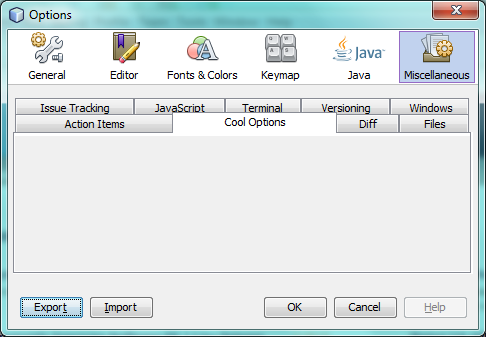 Options
General Editor Fonts & Colors Keymap Java Miscellaneous
Issue Tracking JavaScript Terminal Versioning Windows
Action Items Cool Options Diff Files
Export Import OK Cancel Help